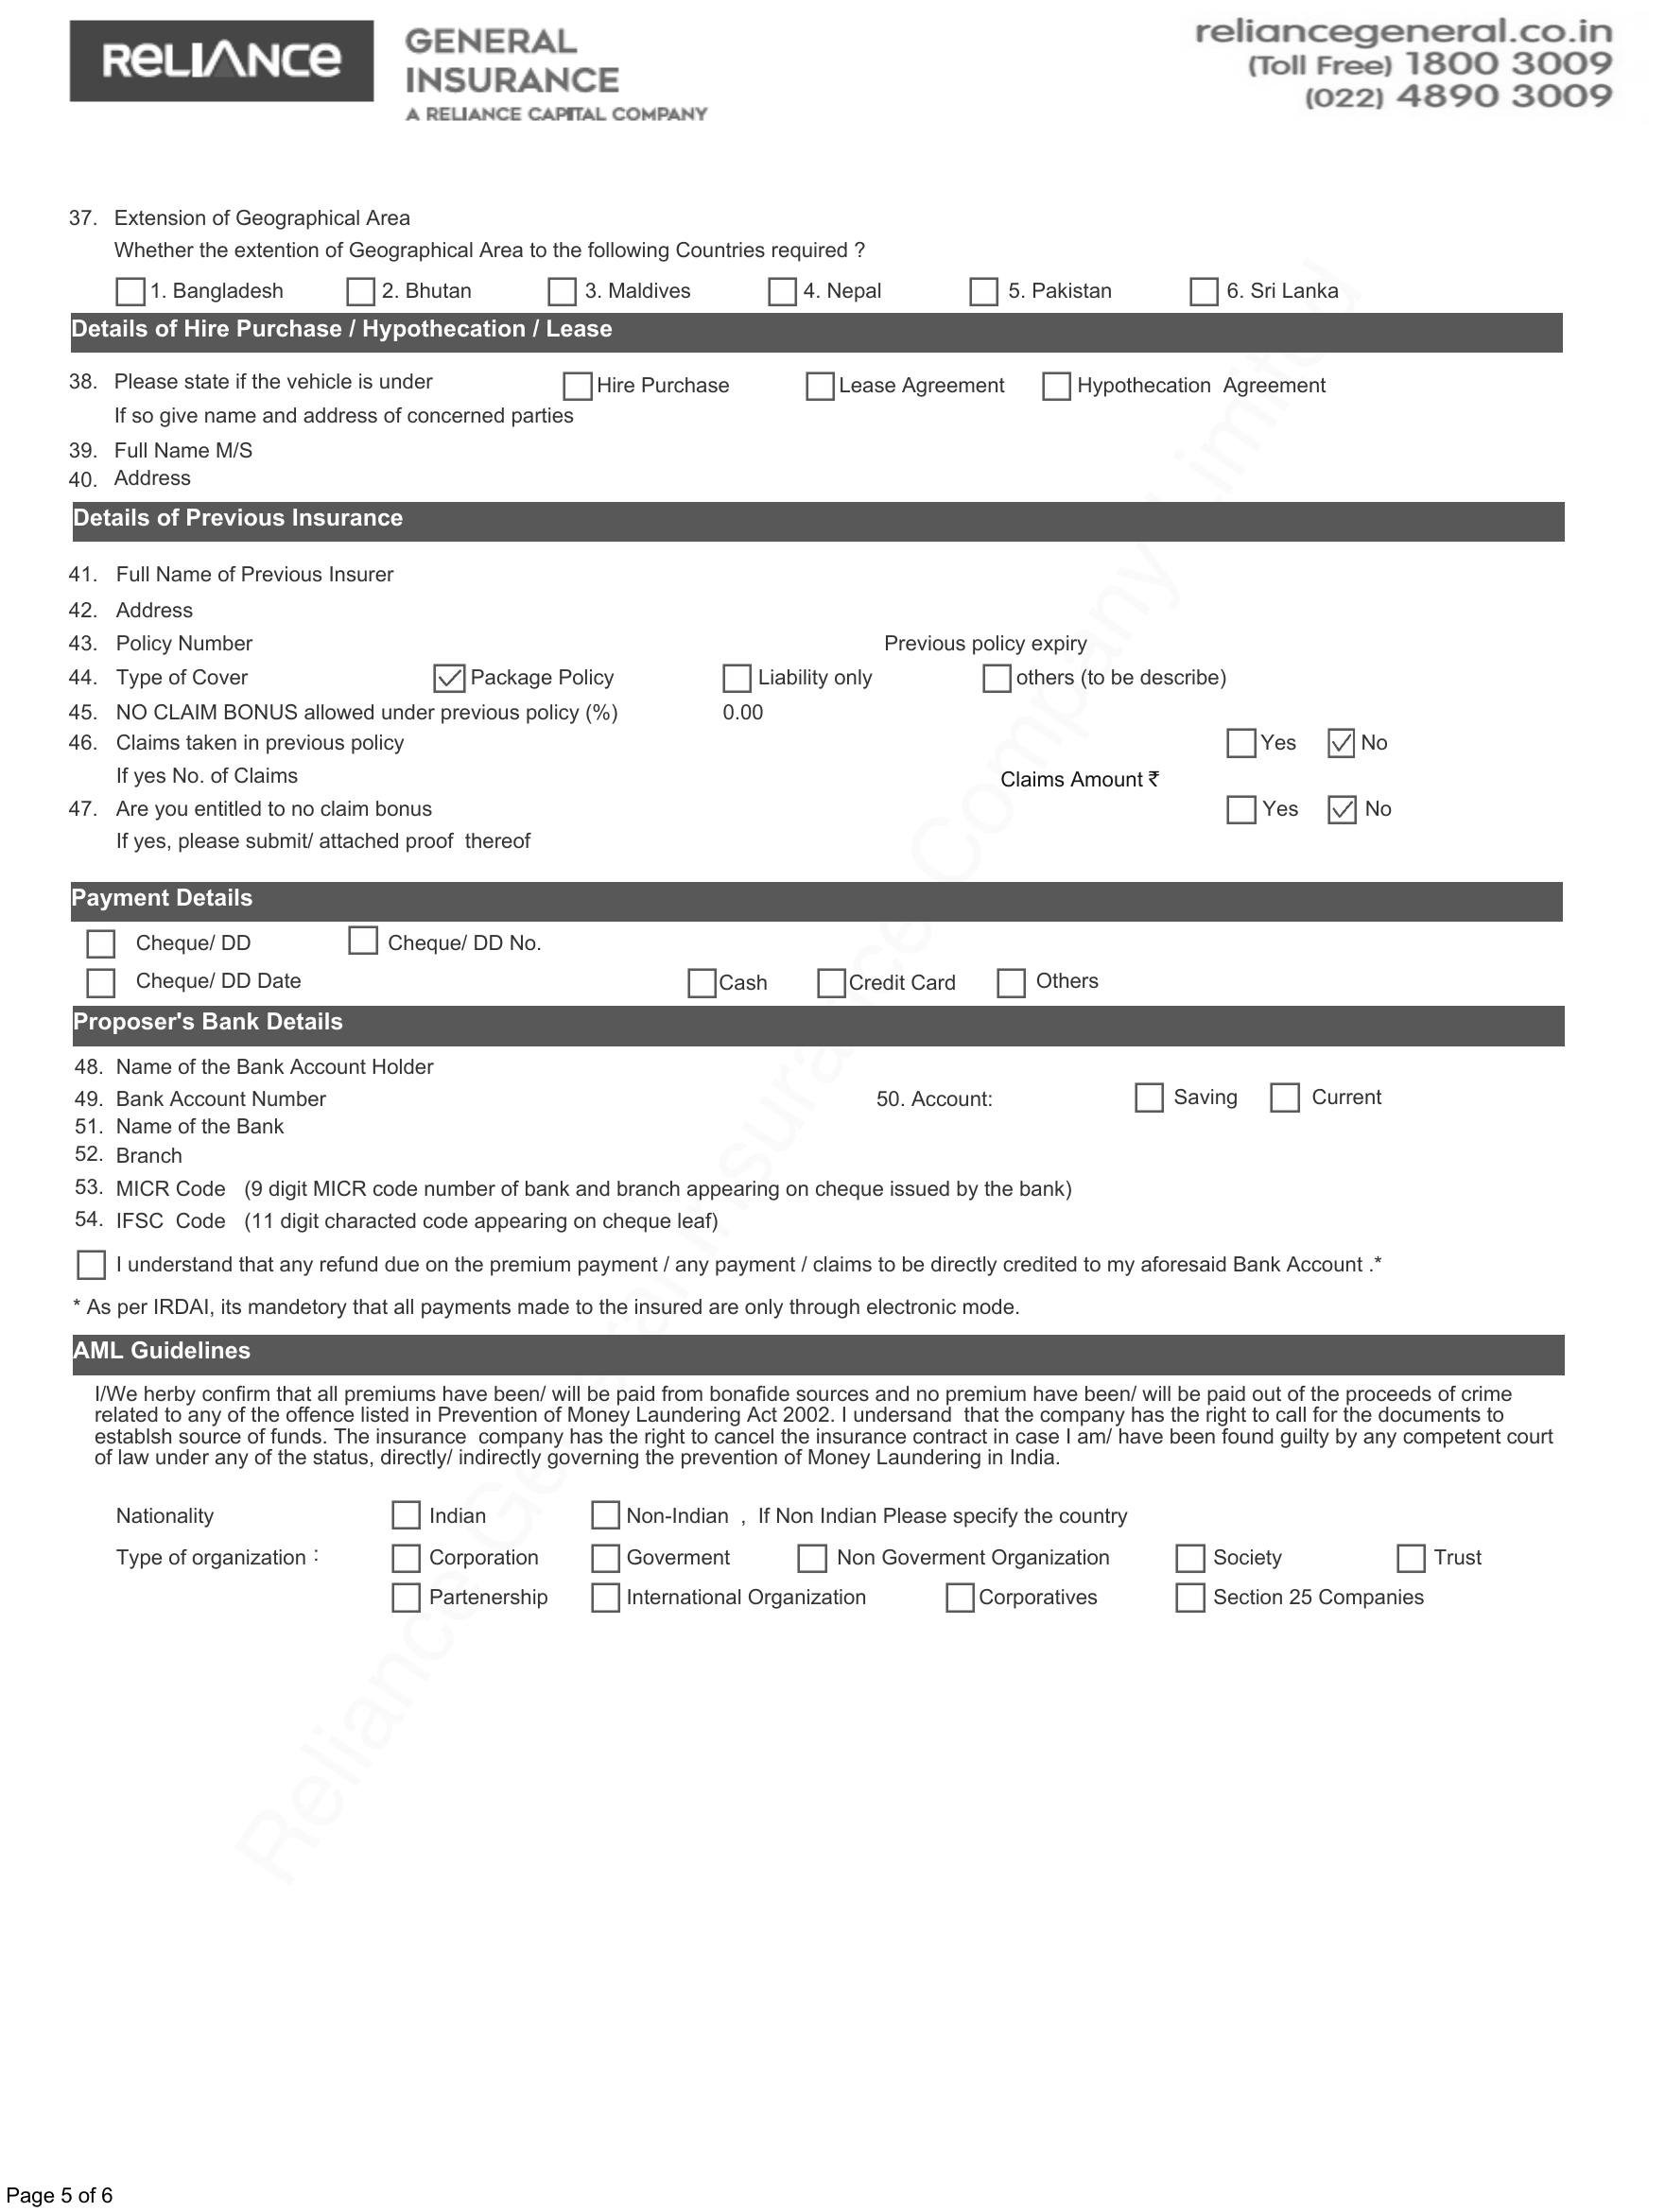 RELIANCE
GENERAL
INSURANCE
A RELIANCE CAPITAL COMPANY
reliancegeneral.co.in
(Toll Free) 1800 3009
(022) 4890 3009
37. Extension of Geographical Area
Whether the extention of Geographical Area to the following Countries required ?
1. Bangladesh 2. Bhutan 3. Maldives 4. Nepal 5. Pakistan 6. Sri Lanka
Details of Hire Purchase / Hypothecation / Lease
38. Please state if the vehicle is under Hire Purchase Lease Agreement Hypothecation Agreement
If so give name and address of concerned parties
39. Full Name M/S
40. Address
Details of Previous Insurance
41. Full Name of Previous Insurer
42. Address
43. Policy Number Previous policy expiry
44. Type of Cover Package Policy Liability only others (to be describe)
45. NO CLAIM BONUS allowed under previous policy (%) 0.00
46. Claims taken in previous policy Yes No
If yes No. of Claims Claims Amount ₹
47. Are you entitled to no claim bonus Yes No
If yes, please submit/ attached proof thereof
Payment Details
Cheque/ DD Cheque/ DD No.
Cheque/ DD Date Cash Credit Card Others
Proposer's Bank Details
48. Name of the Bank Account Holder
49. Bank Account Number 50. Account: Saving Current
51. Name of the Bank
52. Branch
53. MICR Code (9 digit MICR code number of bank and branch appearing on cheque issued by the bank)
54. IFSC Code (11 digit characted code appearing on cheque leaf)
I understand that any refund due on the premium payment / any payment / claims to be directly credited to my aforesaid Bank Account .*
* As per IRDAI, its mandetory that all payments made to the insured are only through electronic mode.
AML Guidelines
I/We herby confirm that all premiums have been/ will be paid from bonafide sources and no premium have been/ will be paid out of the proceeds of crime
related to any of the offence listed in Prevention of Money Laundering Act 2002. I undersand that the company has the right to call for the documents to
establsh source of funds. The insurance company has the right to cancel the insurance contract in case I am/ have been found guilty by any competent court
of law under any of the status, directly/ indirectly governing the prevention of Money Laundering in India.
Nationality Indian Non-Indian , If Non Indian Please specify the country
Type of organization : Corporation Goverment Non Goverment Organization Society Trust
Partenership International Organization Corporatives Section 25 Companies
Reliance General Insurance Company Limited
Page 5 of 6